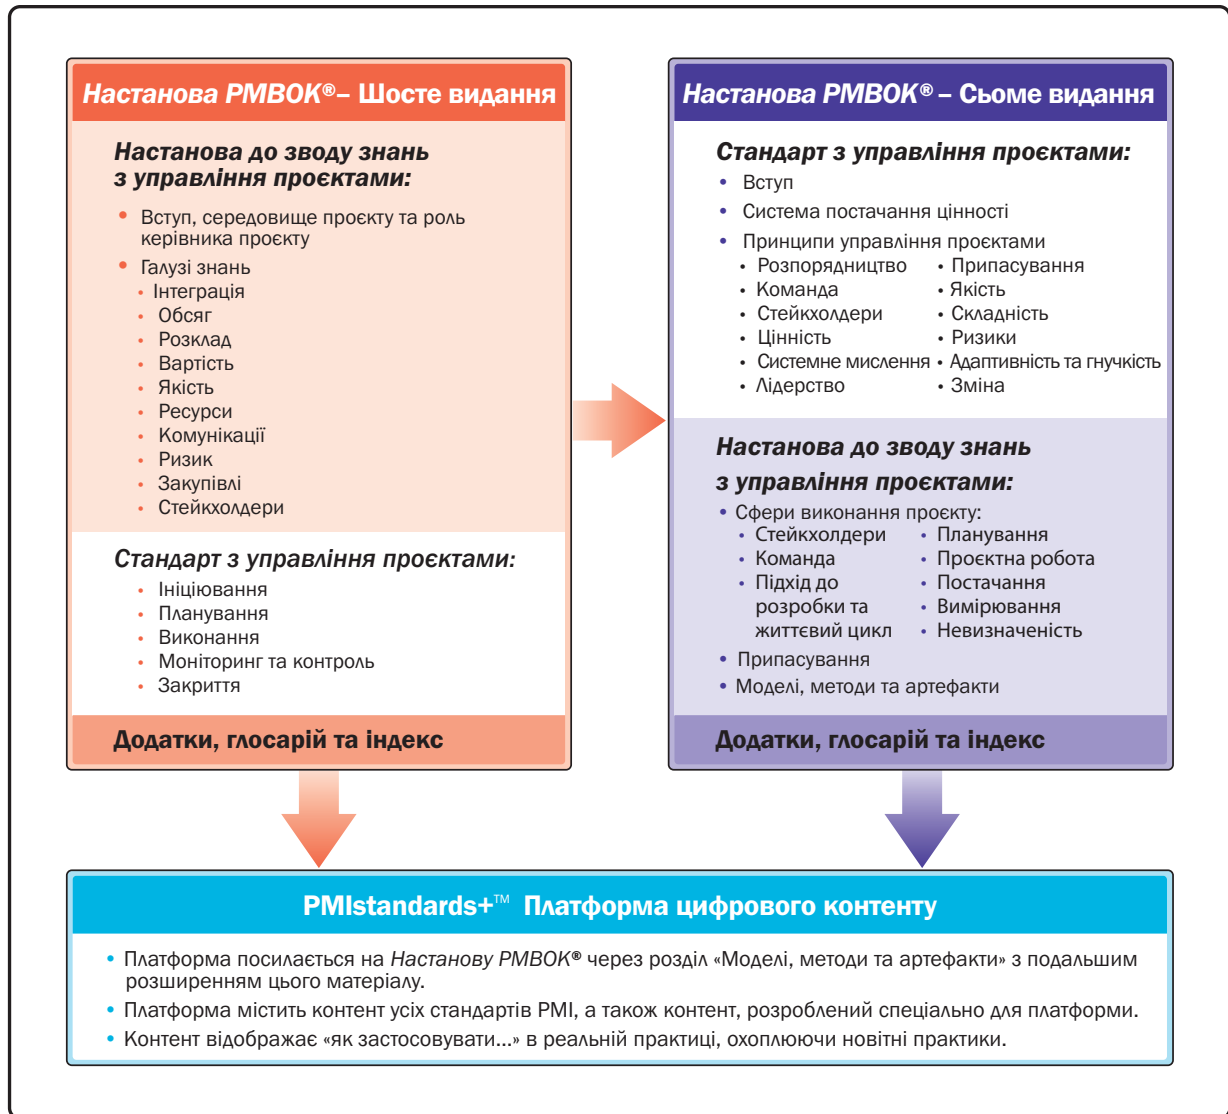 Настанова PMBOK® – Шосте видання
Настанова до зводу знань
з управління проєктами:
• Вступ, середовище проєкту та роль
керівника проєкту
• Галузі знань
• Інтеграція
• Обсяг
• Розклад
• Вартість
• Якість
• Ресурси
• Комунікації
• Ризик
• Закупівлі
• Стейкхолдери
Стандарт з управління проєктами:
• Ініціювання
• Планування
• Виконання
• Моніторинг та контроль
• Закриття
Додатки, глосарій та індекс
Настанова PMBOK® – Сьоме видання
Стандарт з управління проєктами:
• Вступ
• Система постачання цінності
• Принципи управління проєктами
• Розпорядництво
• Команда
• Стейкхолдери
• Цінність
• Системне мислення
• Лідерство
• Припасування
• Якість
• Складність
• Ризики
• Адаптивність та гнучкість
• Зміна
Настанова до зводу знань
з управління проєктами:
• Сфери виконання проєкту:
• Стейкхолдери
• Команда
• Підхід до
розробки та
життєвий цикл
• Планування
• Проєктна робота
• Постачання
• Вимірювання
• Невизначеність
• Припасування
• Моделі, методи та артефакти
Додатки, глосарій та індекс
PMIstandards+™ Платформа цифрового контенту
• Платформа посилається на Настанову PMBOK® через розділ «Моделі, методи та артефакти» з подальшим
розширенням цього матеріалу.
• Платформа містить контент усіх стандартів PMI, а також контент, розроблений спеціально для платформи.
• Контент відображає «як застосовувати...» в реальній практиці, охоплюючи новітні практики.